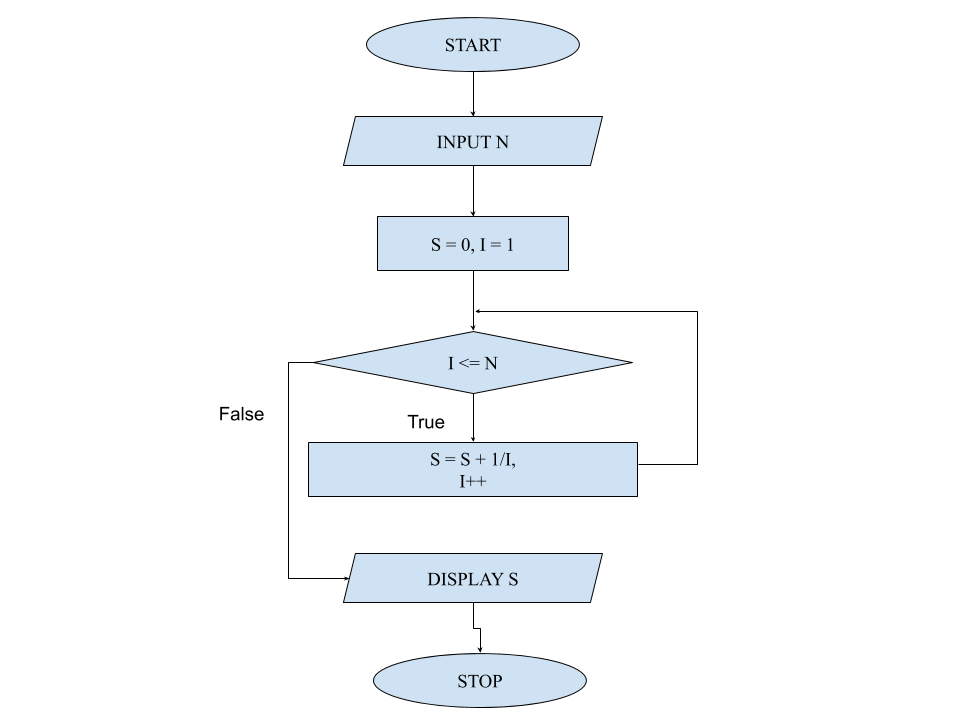 START
INPUT N
S = 0, I = 1
I <= N
False
True
S = S + 1/I,
I++
DISPLAY S
STOP